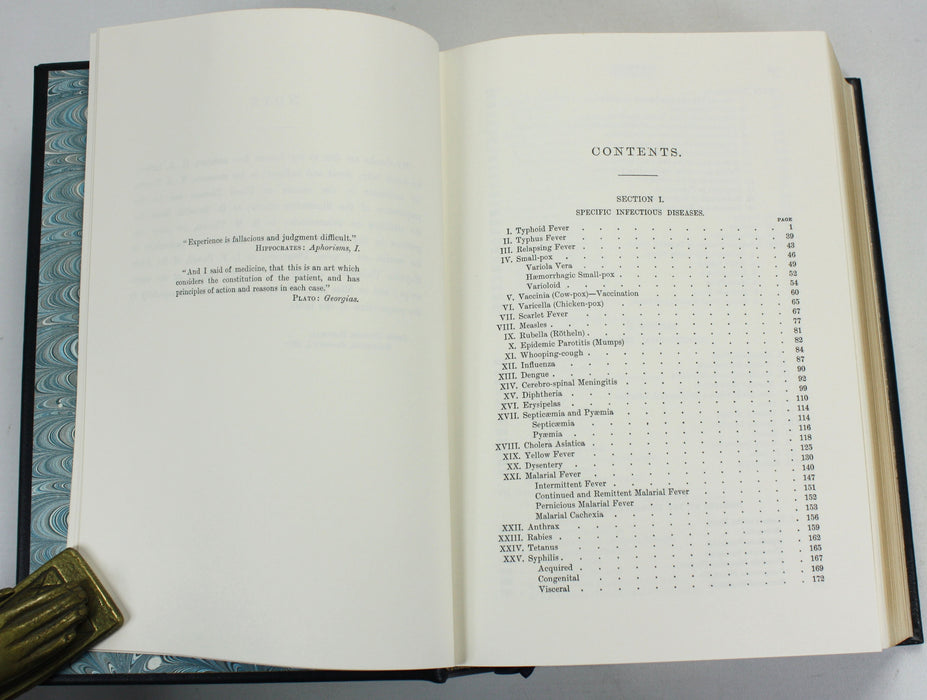 "Experience is fallacious and judgment difficult."
HIPPOCRATES: Aphorisms, I.
"And I said of medicine, that this is an art which
considers the constitution of the patient, and has
principles of action and reasons in each case."
PLATO: Georgias.
CONTENTS.
SECTION I.
SPECIFIC INFECTIOUS DISEASES.
PAGE
I. Typhoid Fever 1
II. Typhus Fever 39
III. Relapsing Fever 43
IV. Small-pox 46
Variola Vera 49
Hæmorrhagic Small-pox 52
Varioloid 54
V. Vaccinia (Cow-pox)—Vaccination 60
VI. Varicella (Chicken-pox) 65
VII. Scarlet Fever 67
VIII. Measles 77
IX. Rubella (Rötheln) 81
X. Epidemic Parotitis (Mumps) 82
XI. Whooping-cough 84
XII. Influenza 87
XIII. Dengue 90
XIV. Cerebro-spinal Meningitis 92
XV. Diphtheria 99
XVI. Erysipelas 110
XVII. Septicæmia and Pyæmia 114
Septicæmia 114
Pyæmia 116
XVIII. Cholera Asiatica 118
XIX. Yellow Fever 125
XX. Dysentery 130
XXI. Malarial Fever 140
Intermittent Fever 147
Continued and Remittent Malarial Fever 151
Pernicious Malarial Fever 152
Malarial Cachexia 153
XXII. Anthrax 156
XXIII. Rabies 159
XXIV. Tetanus 162
XXV. Syphilis 165
Acquired 167
Congenital 169
Visceral 172